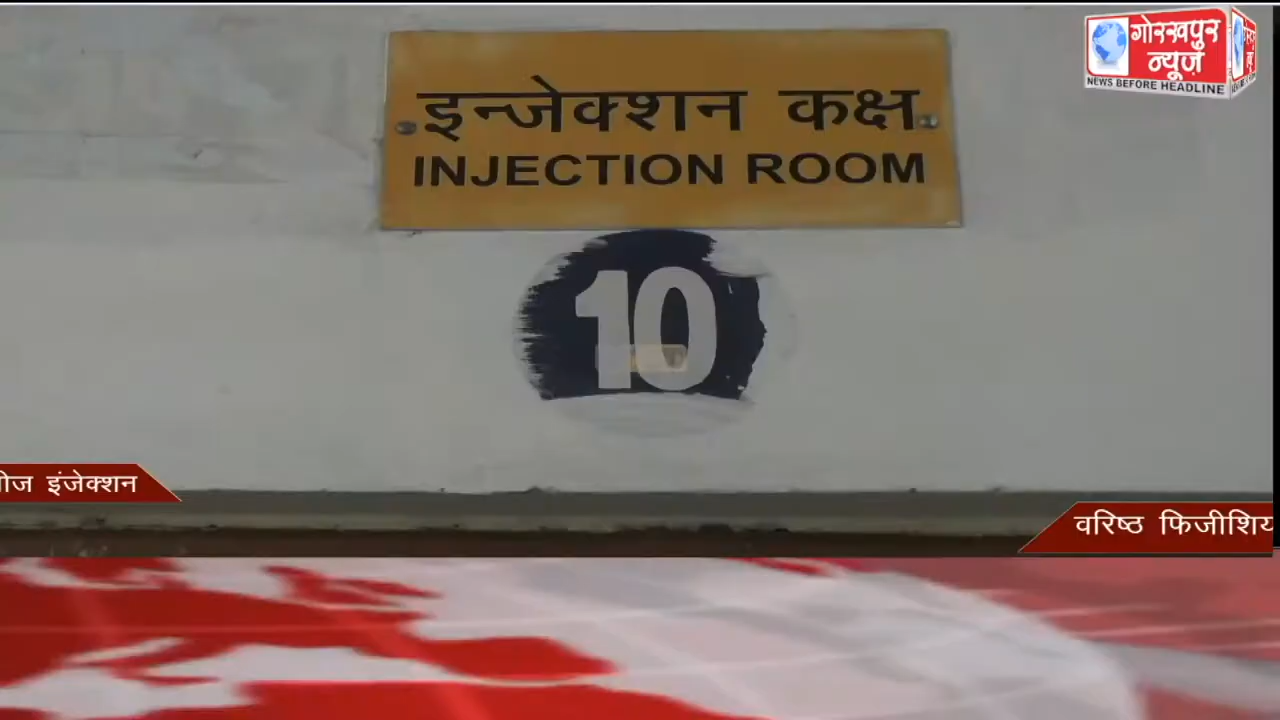 गोरखपुर
न्यूज़
NEWS BEFORE HEADLINE
इन्जेक्शन कक्ष
INJECTION ROOM
10
इंजेक्शन
वरिष्ठ